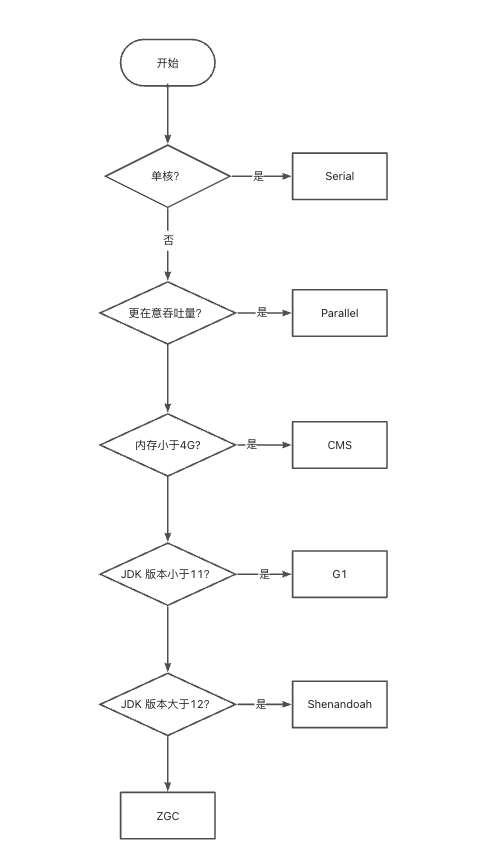 开始
单核?
是
Serial
否
更在意吞吐量?
是
Parallel
内存小于4G?
是
CMS
JDK 版本小于11?
是
G1
JDK 版本大于12?
是
Shenandoah
ZGC